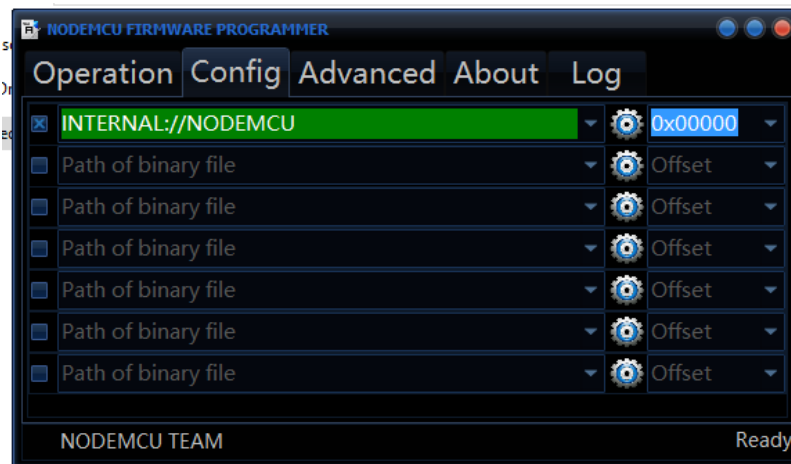 NODEMCU FIRMWARE PROGRAMMER
Operation Config Advanced About Log
INTERNAL://NODEMCU 0x00000
Path of binary file Offset
Path of binary file Offset
Path of binary file Offset
Path of binary file Offset
Path of binary file Offset
Path of binary file Offset
NODEMCU TEAM Ready